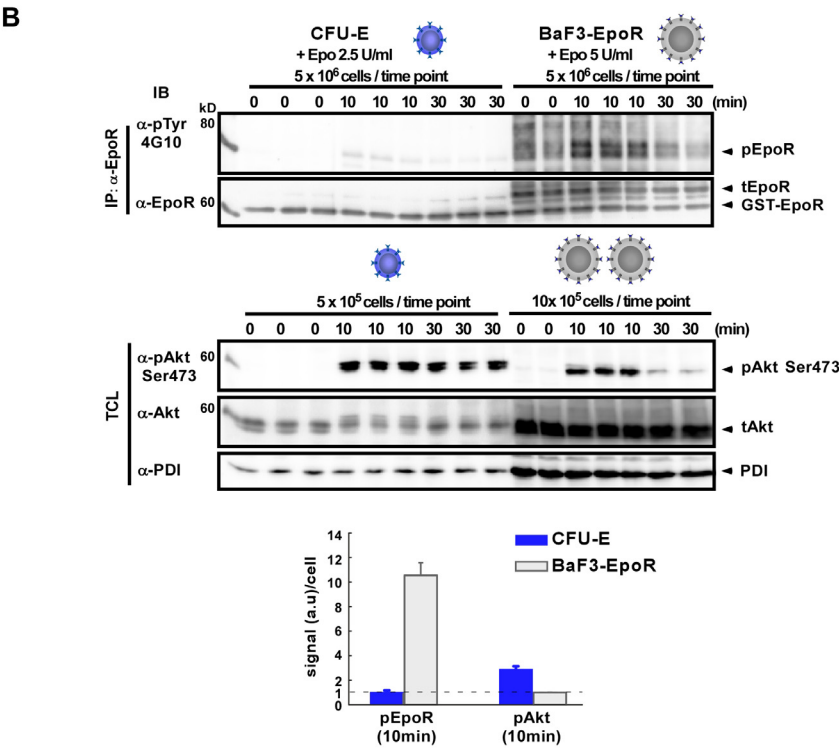 B
CFU-E
BaF3-EpoR
+ Epo 2.5 U/ml
+ Epo 5 U/ml
5 x 10⁶ cells / time point
5 x 10⁶ cells / time point
IB
kD
0 0 0 10 10 10 30 30 30
0 0 10 10 10 30 30 (min)
IP: α-EpoR
α-pTyr
4G10
80
pEpoR
α-EpoR
60
tEpoR
GST-EpoR
5 x 10⁵ cells / time point
10x 10⁵ cells / time point
0 0 0 10 10 10 30 30 30
0 0 10 10 10 30 30 (min)
TCL
α-pAkt
Ser473
60
pAkt Ser473
α-Akt
60
tAkt
α-PDI
PDI
signal (a.u)/cell
14
12
10
8
6
4
2
1
0
CFU-E
BaF3-EpoR
pEpoR
(10min)
pAkt
(10min)